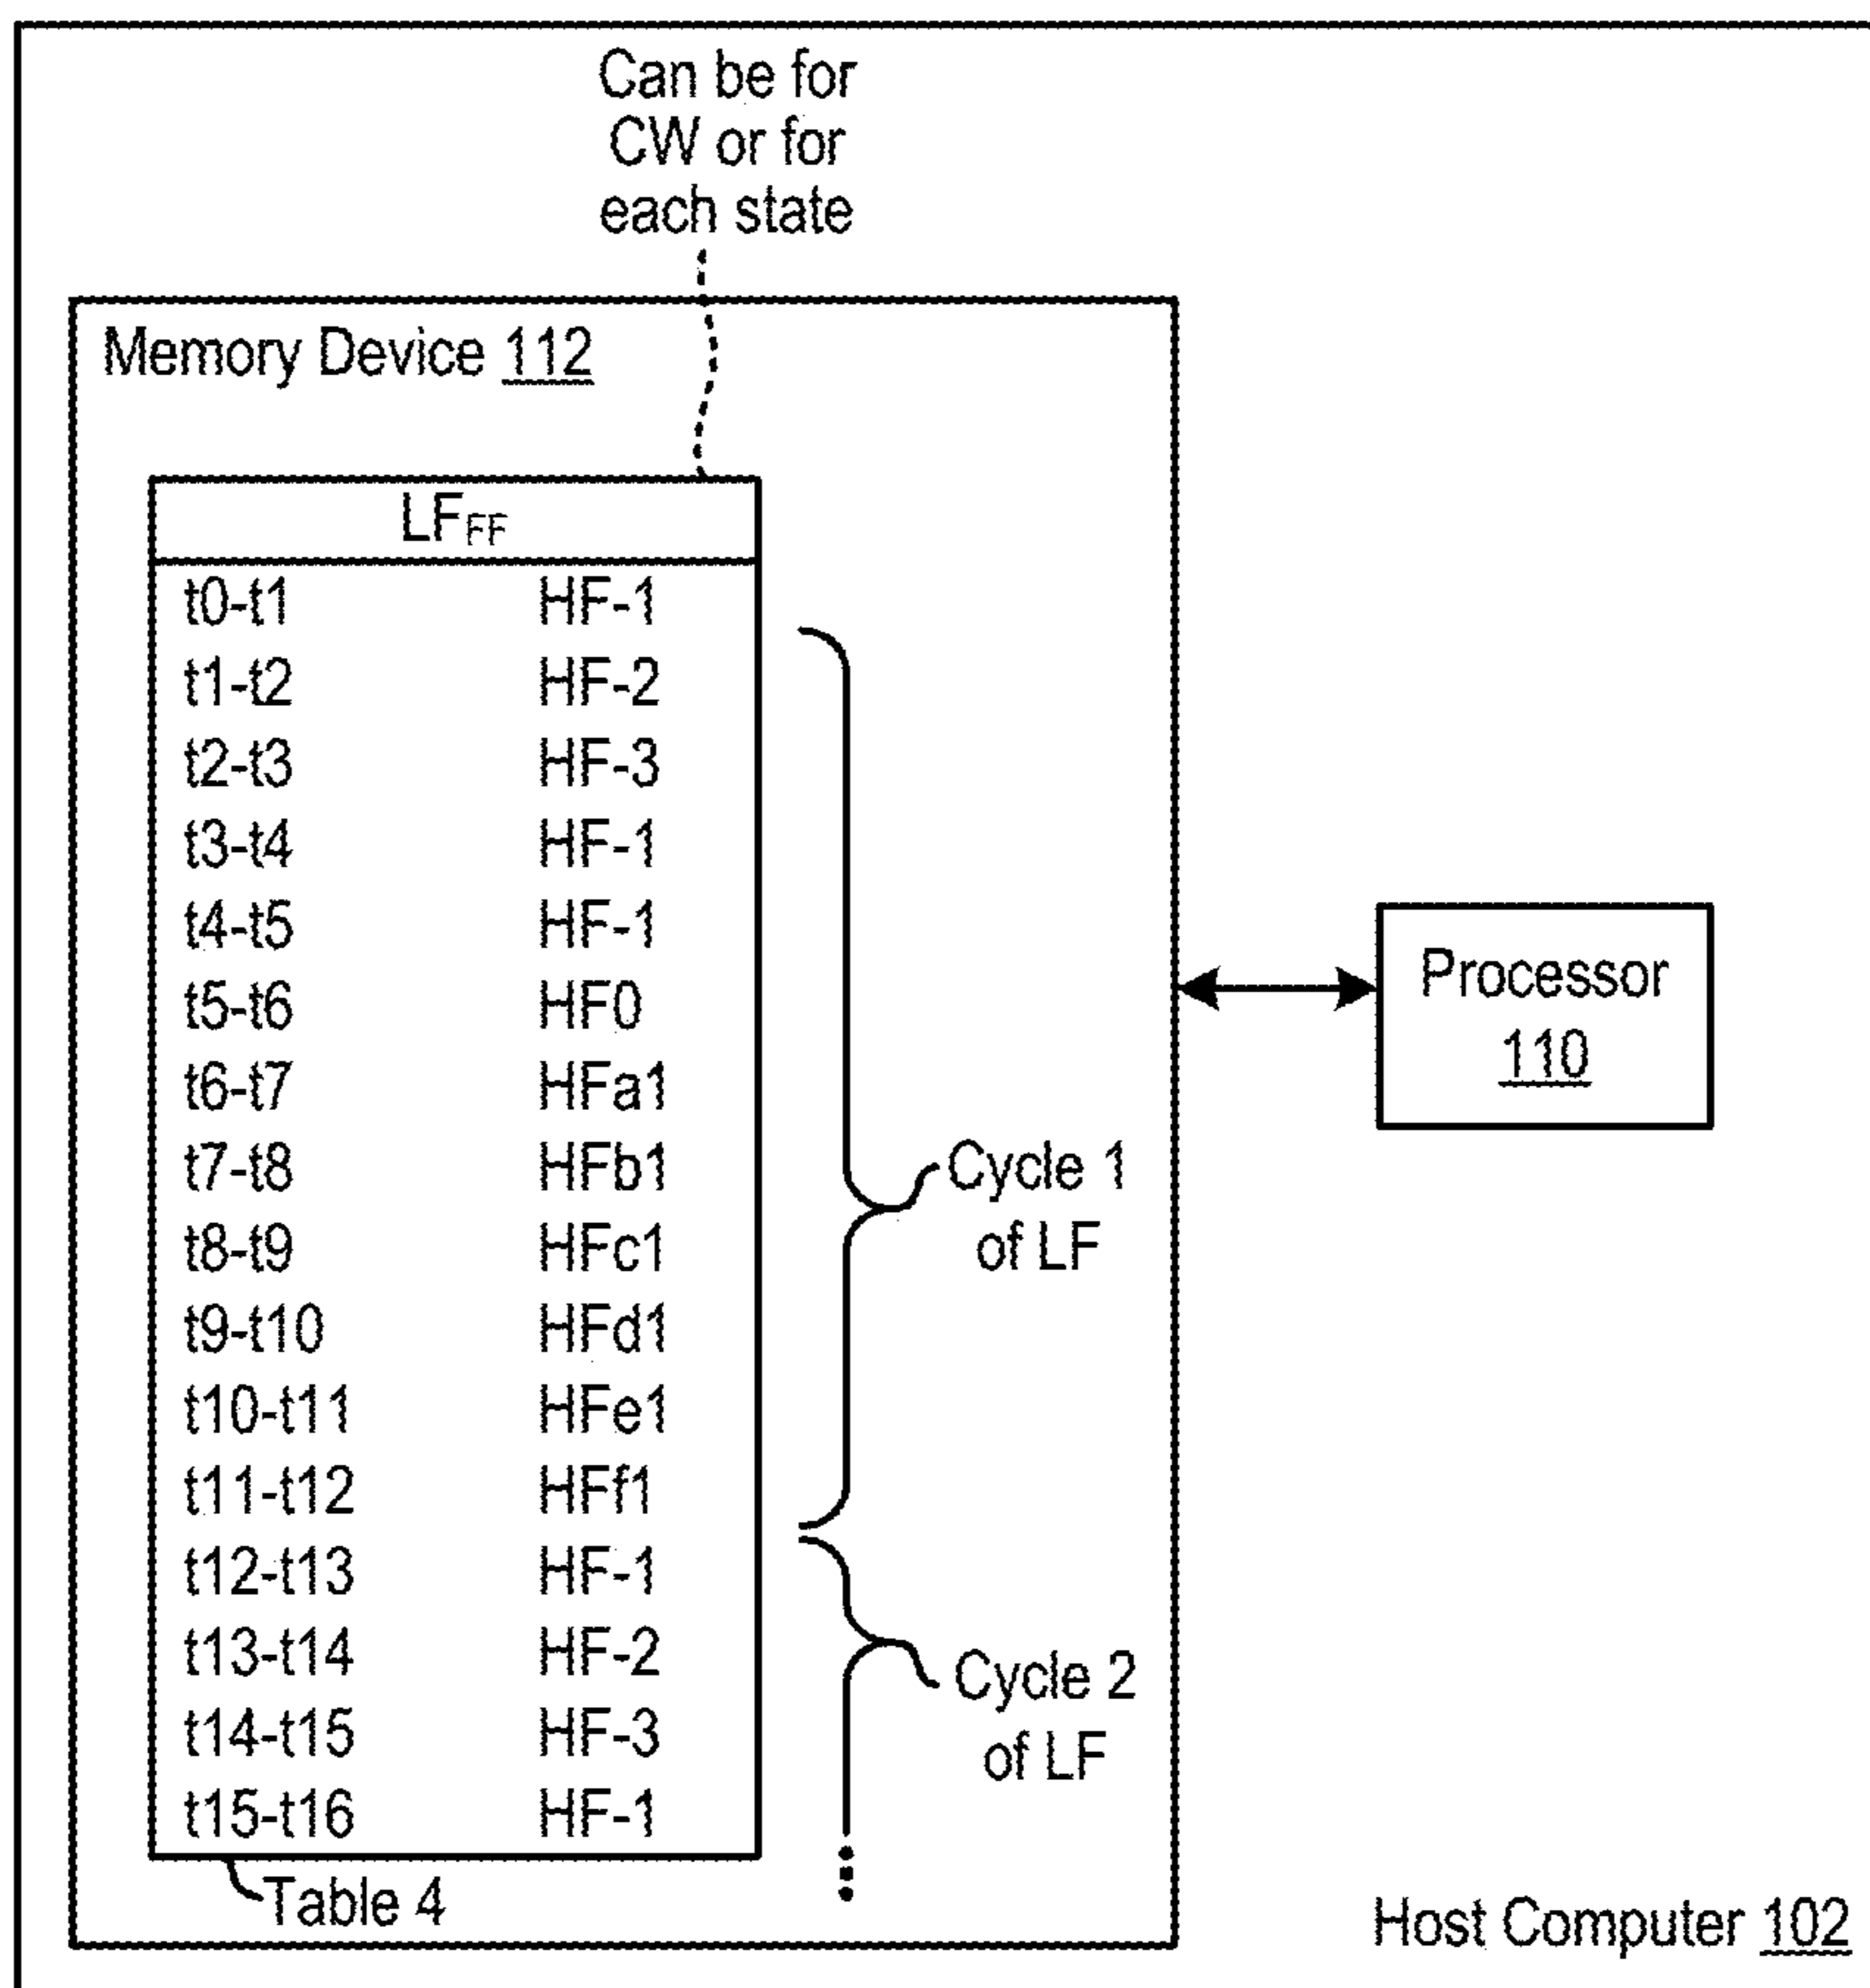 Can be for
CW or for
each state
Memory Device 112
LFFF
t0-t1 HF-1
t1-t2 HF-2
t2-t3 HF-3
t3-t4 HF-1
t4-t5 HF-1
t5-t6 HF0
t6-t7 HFa1
t7-t8 HFb1
t8-t9 HFc1
t9-t10 HFd1
t10-t11 HFe1
t11-t12 HFf1
t12-t13 HF-1
t13-t14 HF-2
t14-t15 HF-3
t15-t16 HF-1
Table 4
Cycle 1
of LF
Cycle 2
of LF
Processor
110
Host Computer 102